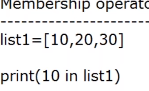 Membership operato
--------------------
list1=[10,20,30]
print(10 in list1)